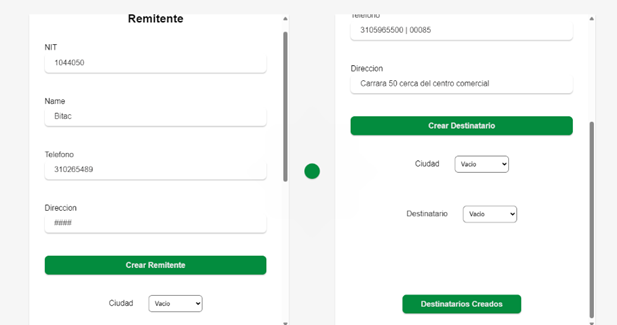 Remitente
NIT
1044050
Name
Bitac
Telefono
310265489
Direccion
####
Crear Remitente
Ciudad Vacio
Telefono
3105965500 | 00085
Direccion
Carrara 50 cerca del centro comercial
Crear Destinatario
Ciudad Vacio
Destinatario Vacio
Destinatarios Creados